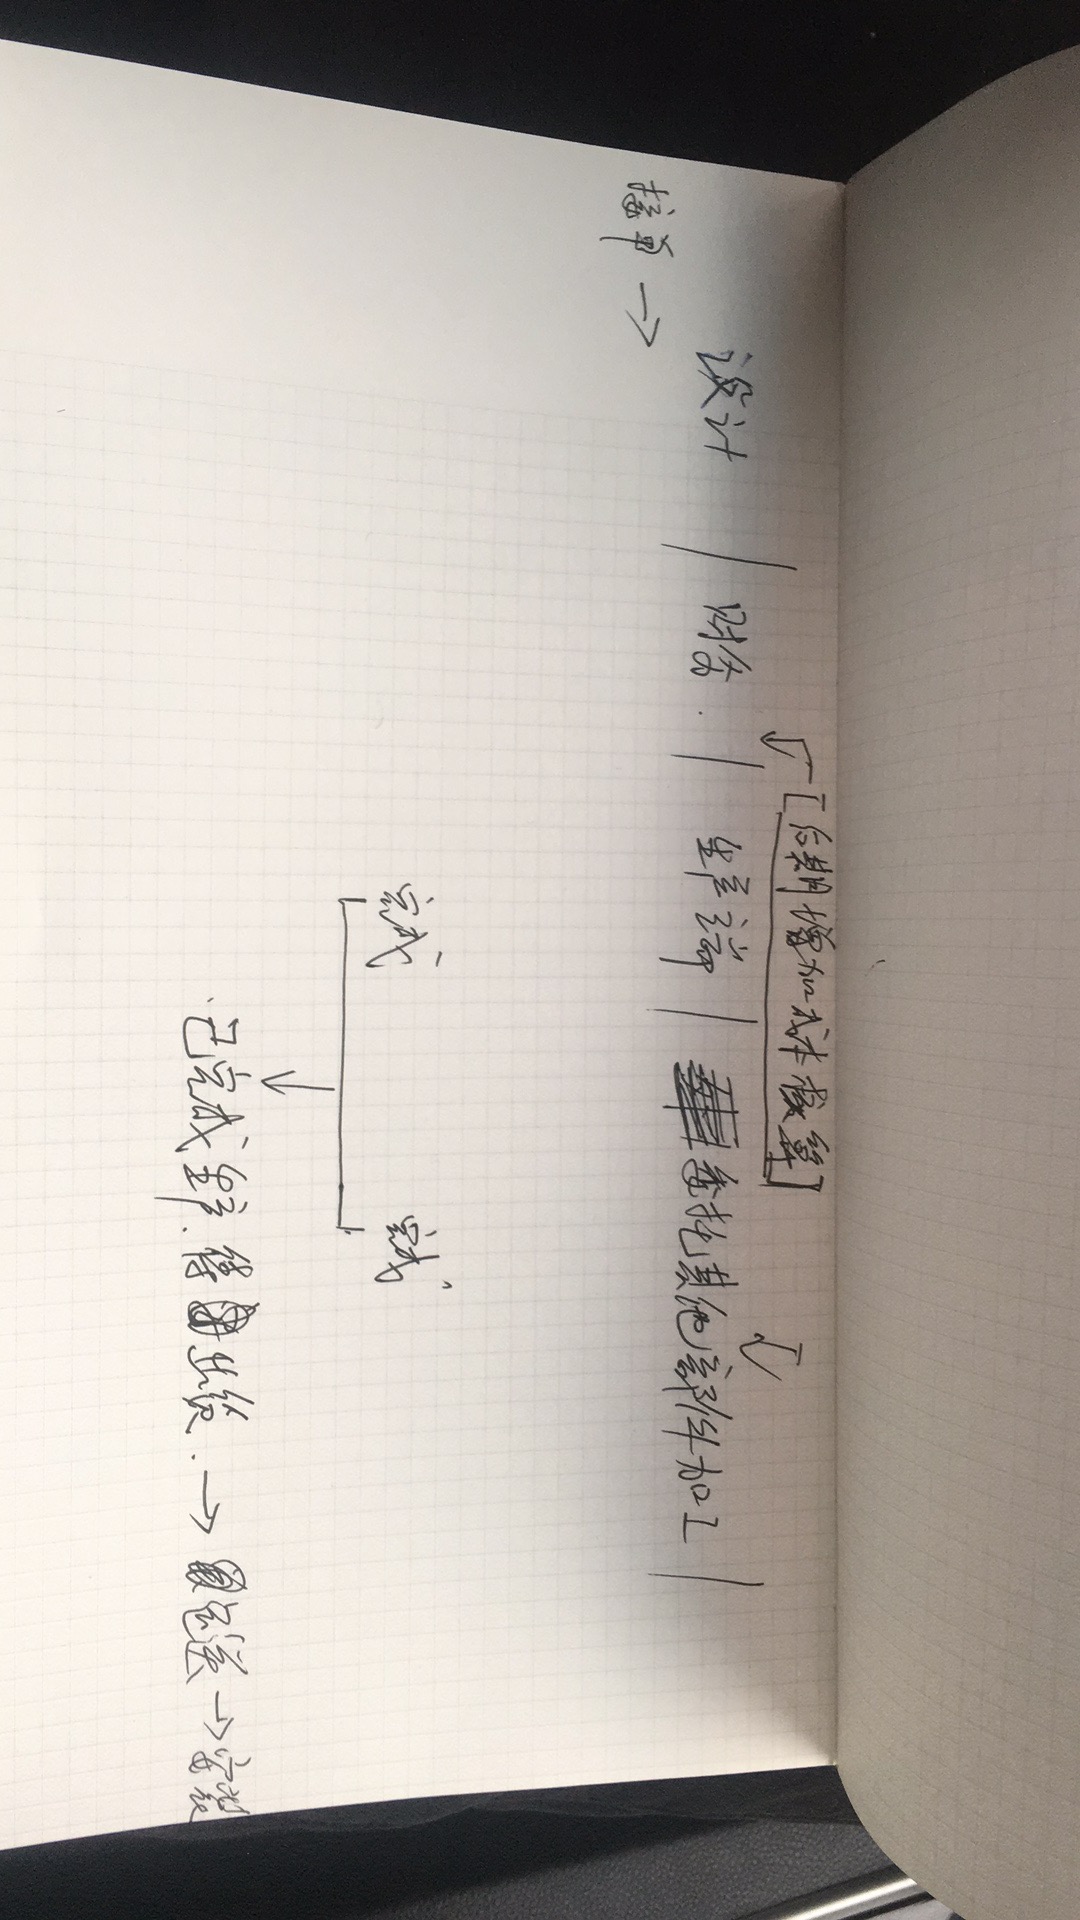 [后期增加成本核算]
设计 | 财务. | 生产端 | 委托其他部件加工 |
接单 →
完成 完成
已完成生产.待出货. → 包送 → 安装